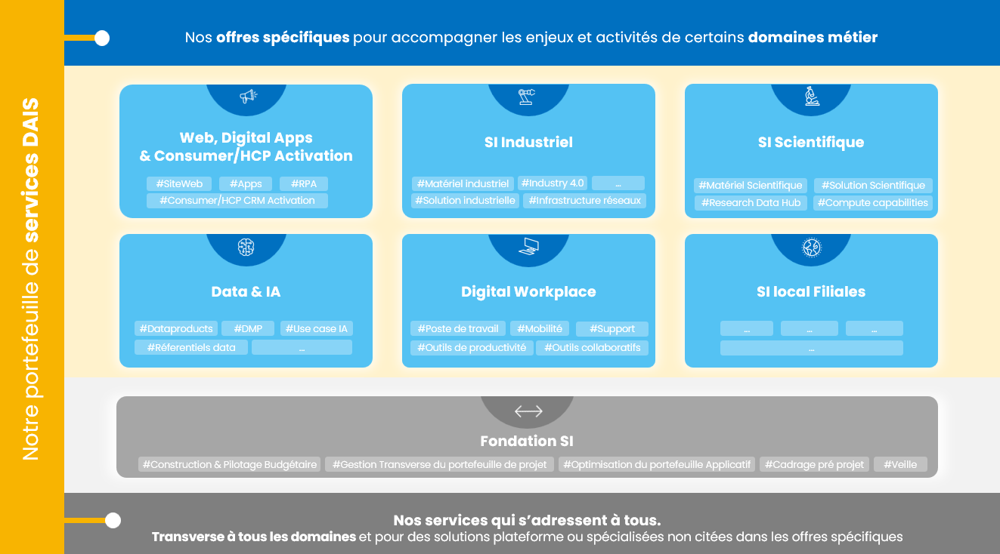 Notre portefeuille de services DAIS
Nos offres spécifiques pour accompagner les enjeux et activités de certains domaines métier
Web, Digital Apps
& Consumer/HCP Activation
#SiteWeb #Apps #RPA
#Consumer/HCP CRM Activation
SI Industriel
#Matériel industriel #Industry 4.0 ...
#Solution industrielle #Infrastructure réseaux
SI Scientifique
#Matériel Scientifique #Solution Scientifique
#Research Data Hub #Compute capabilities
Data & IA
#Dataproducts #DMP #Use case IA
#Réferentiels data ...
Digital Workplace
#Poste de travail #Mobilité #Support
#Outils de productivité #Outils collaboratifs
SI local Filiales
... ... ...
...
Fondation SI
#Construction & Pilotage Budgétaire #Gestion Transverse du portefeuille de projet #Optimisation du portefeuille Applicatif #Cadrage pré projet #Veille
Nos services qui s’adressent à tous.
Transverse à tous les domaines et pour des solutions plateforme ou spécialisées non citées dans les offres spécifiques